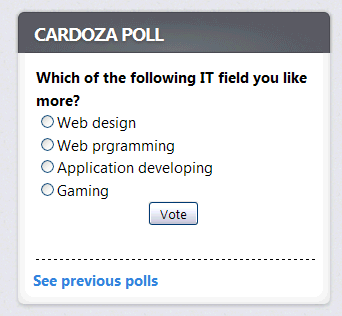 CARDOZA POLL
Which of the following IT field you like
more?
Web design
Web prgramming
Application developing
Gaming
Vote
See previous polls